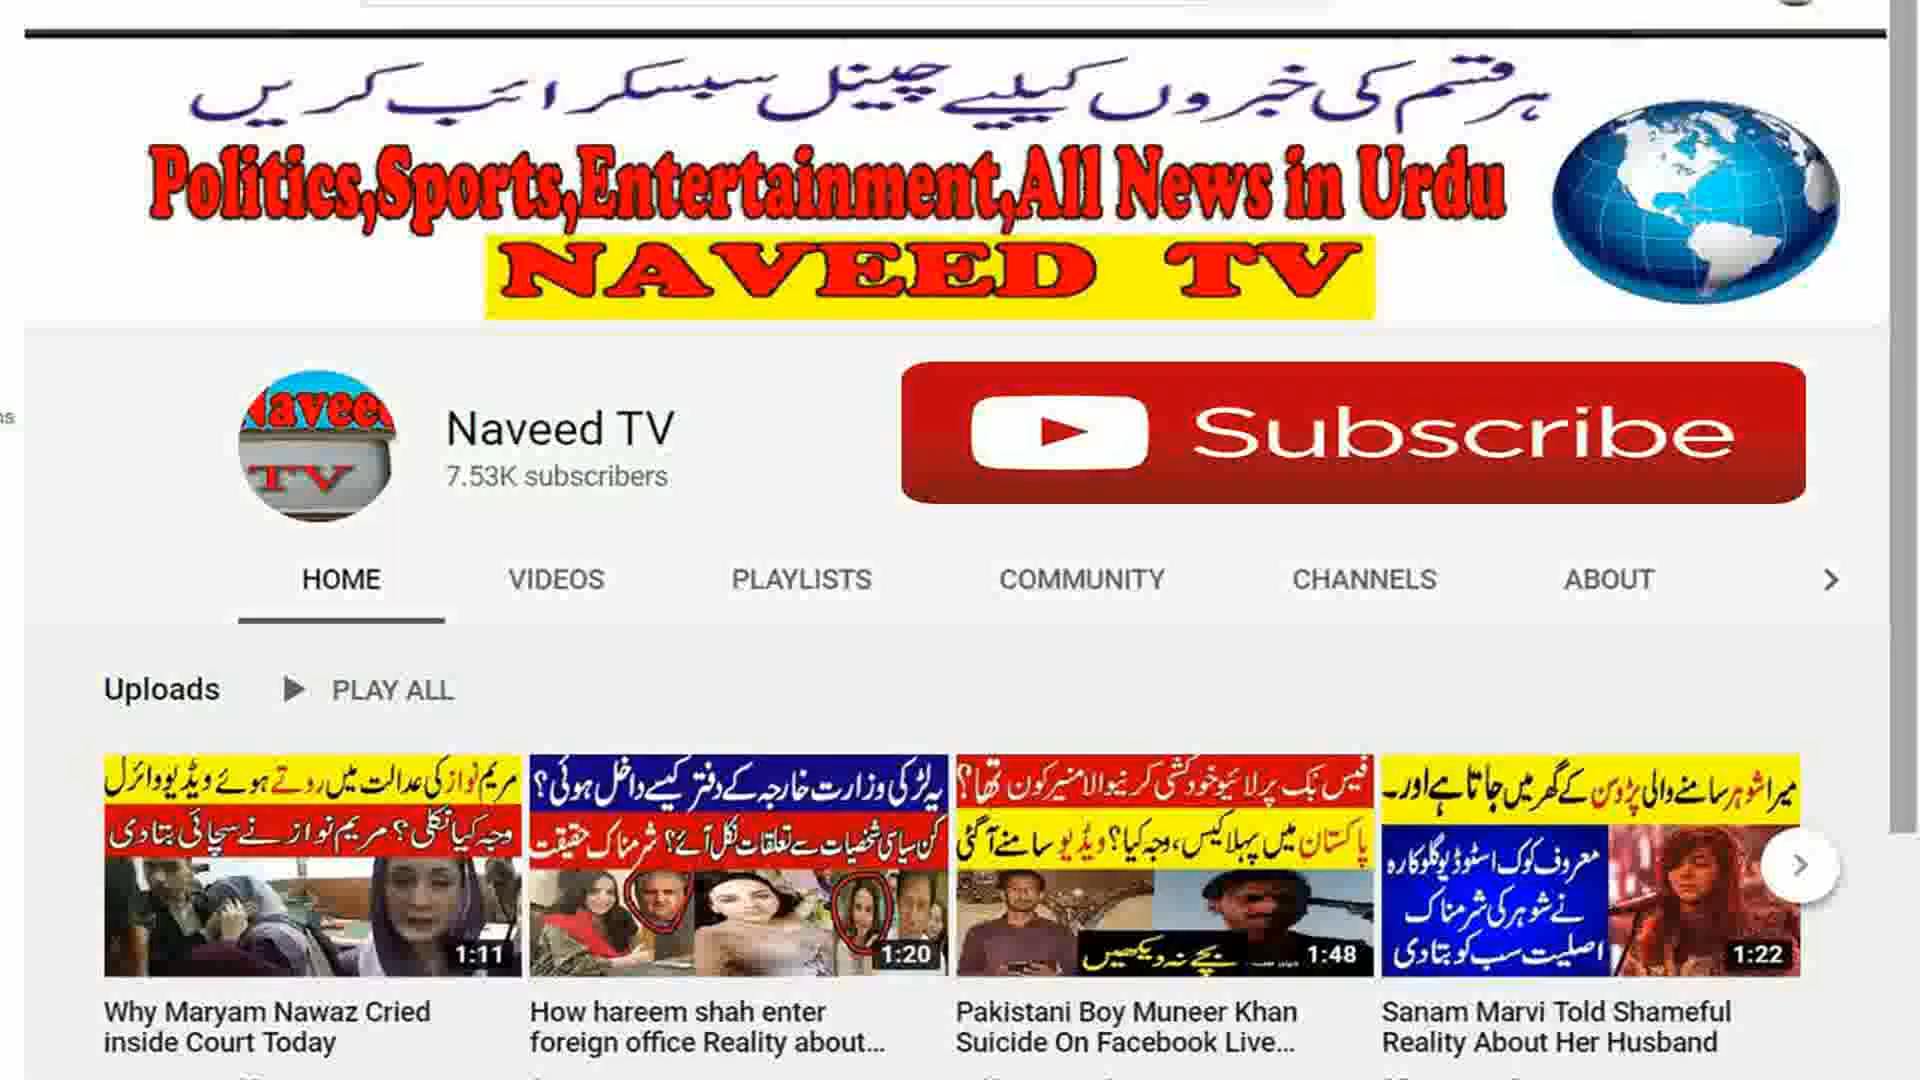 ہر قسم کی خبروں کیلیے چینل سبسکرائب کریں
Politics,Sports,Entertainment,All News in Urdu
NAVEED TV
Navee
TV
Naveed TV
7.53K subscribers
Subscribe
HOME VIDEOS PLAYLISTS COMMUNITY CHANNELS ABOUT
Uploads PLAY ALL
مریم نواز کی عدالت میں روتے ہوئے ویڈیو وائرل
وجہ کیا نکلی؟ مریم نواز نے سچائی بتا دی
1:11
Why Maryam Nawaz Cried
inside Court Today
یہ لڑکی وزارت خارجہ کے دفتر کیسے داخل ہوئی؟
کن سیاسی شخصیات سے تعلقات نکل آئے؟ شرمناک حقیقت
1:20
How hareem shah enter
foreign office Reality about...
فیس بک پر لائیو خودکشی کرنیوالا منیر کون تھا؟
پاکستان میں پہلا کیس، وجہ کیا؟ ویڈیو سامنے آگئی
بچے نہ دیکھیں
1:48
Pakistani Boy Muneer Khan
Suicide On Facebook Live...
میرا شوہر سامنے والی پڑوسن کے گھر میں جاتا ہے اور۔
معروف کوک اسٹوڈیو گلوکارہ
نے شوہر کی شرمناک
اصلیت سب کو بتا دی
1:22
Sanam Marvi Told Shameful
Reality About Her Husband